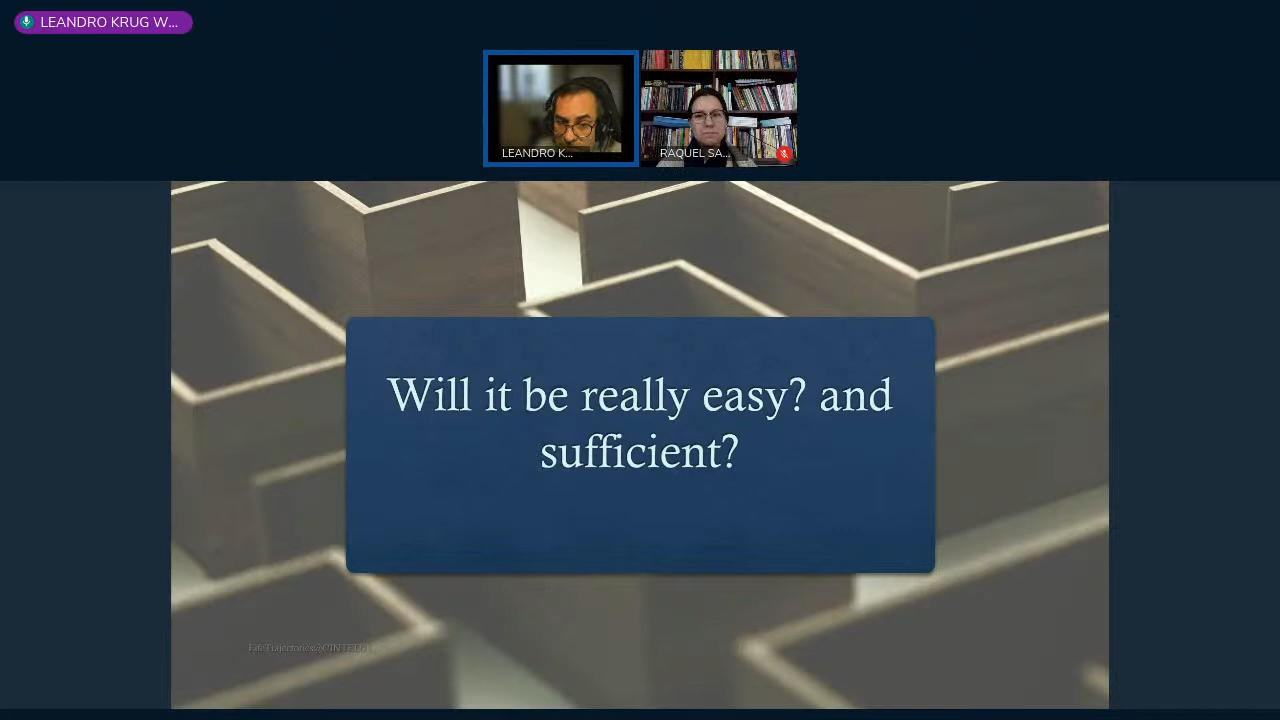 LEANDRO KRUG W...
LEANDRO K...
RAQUEL SA...
Will it be really easy? and
sufficient?